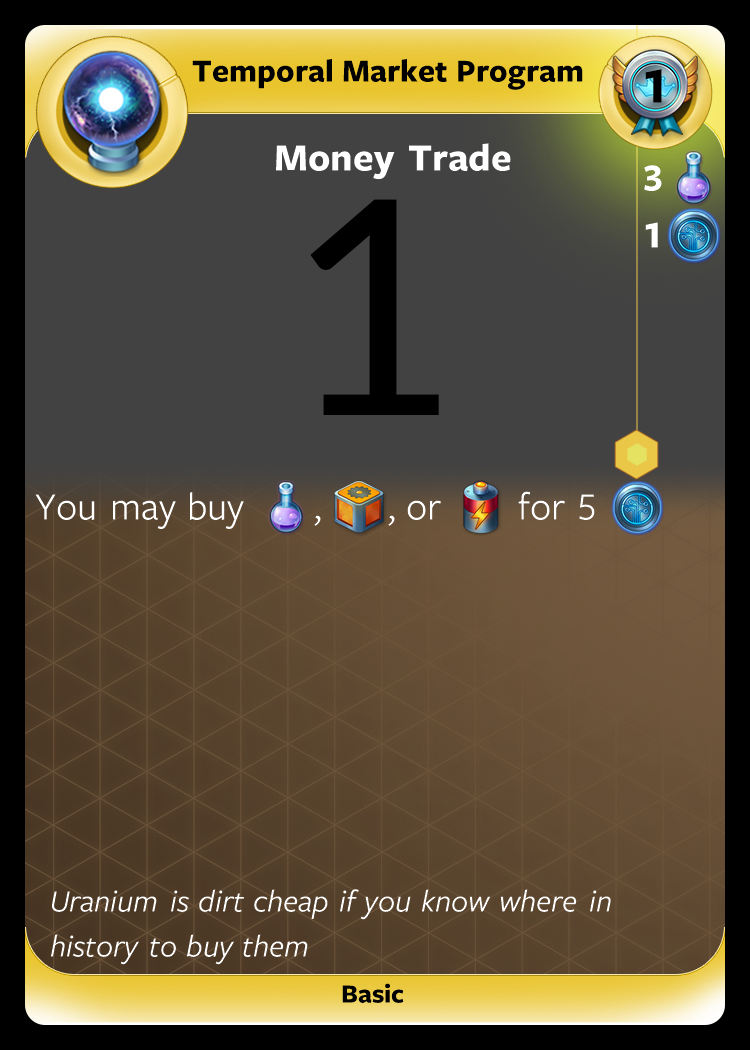 Temporal Market Program
1
Money Trade
3
1
1
You may buy , , or for 5
Uranium is dirt cheap if you know where in
history to buy them
Basic